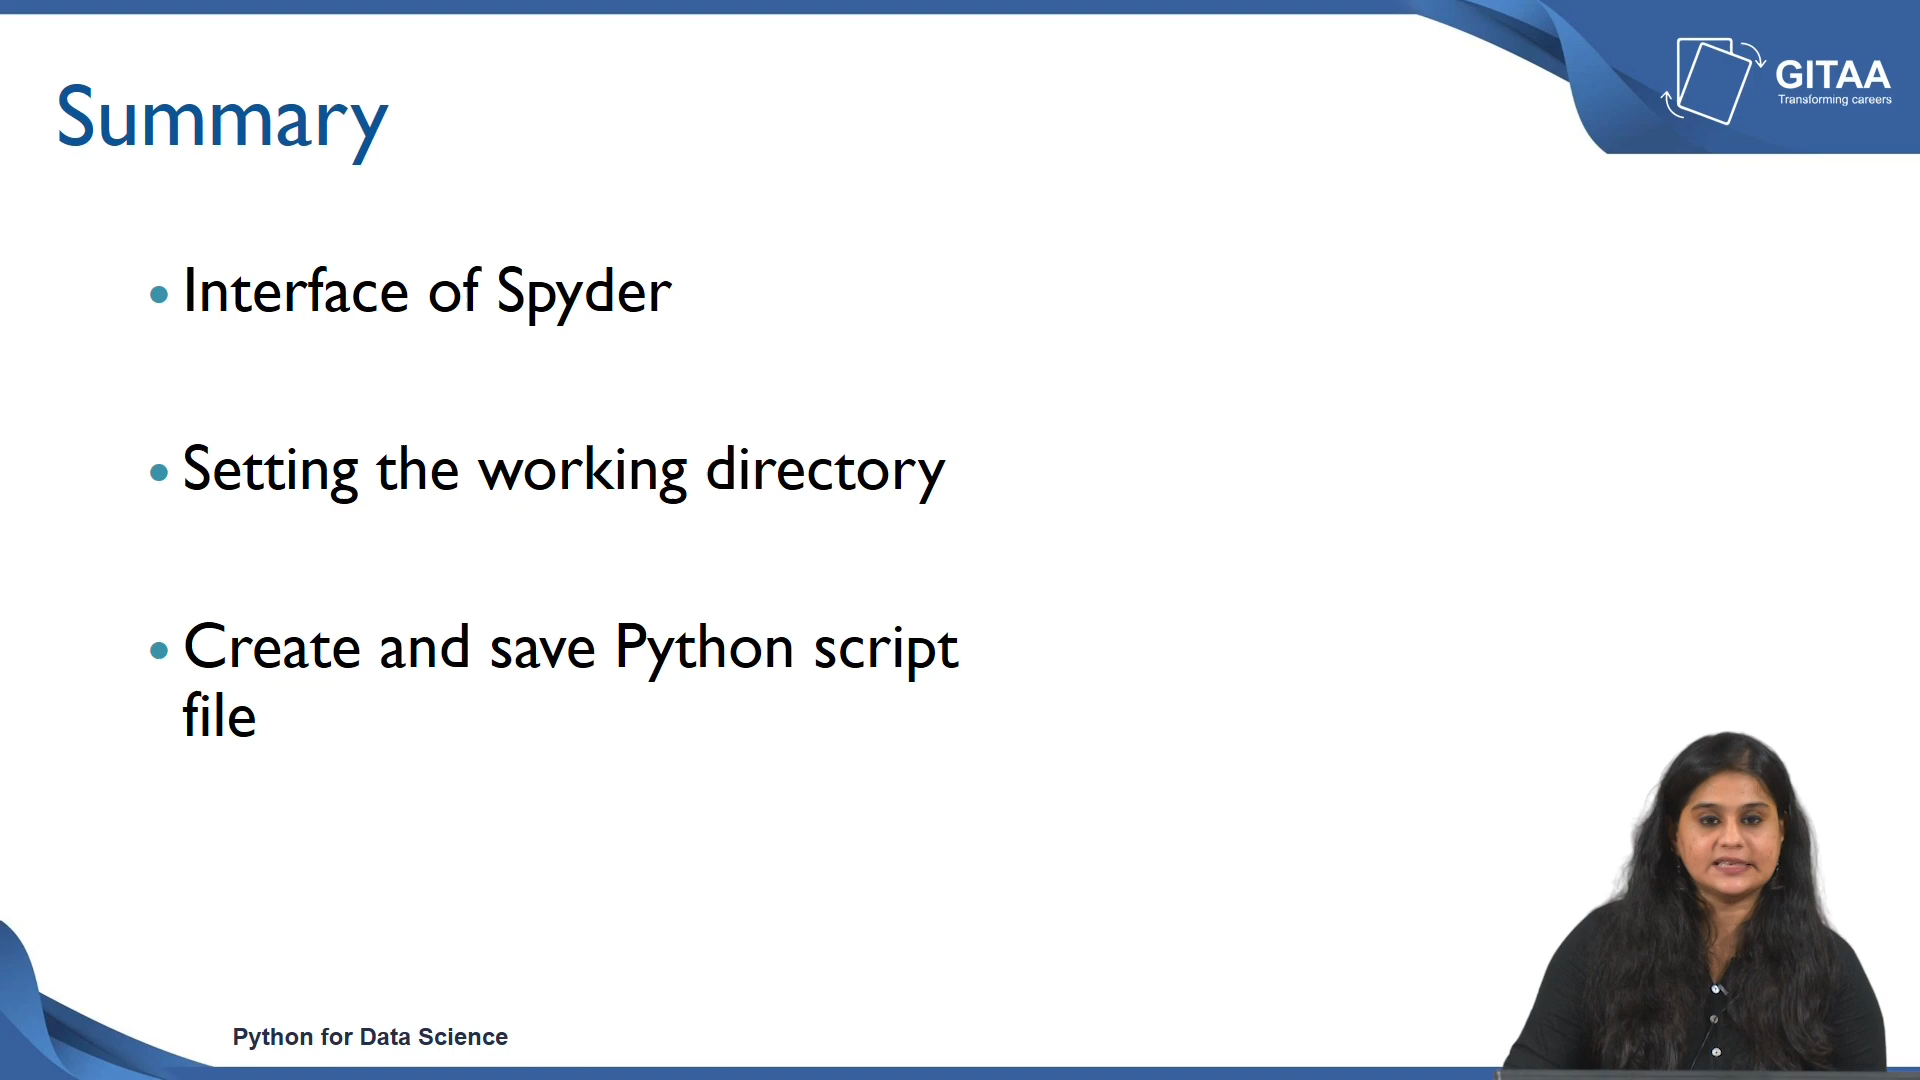 GITAA
Transforming careers
Summary
• Interface of Spyder
• Setting the working directory
• Create and save Python script
file
Python for Data Science